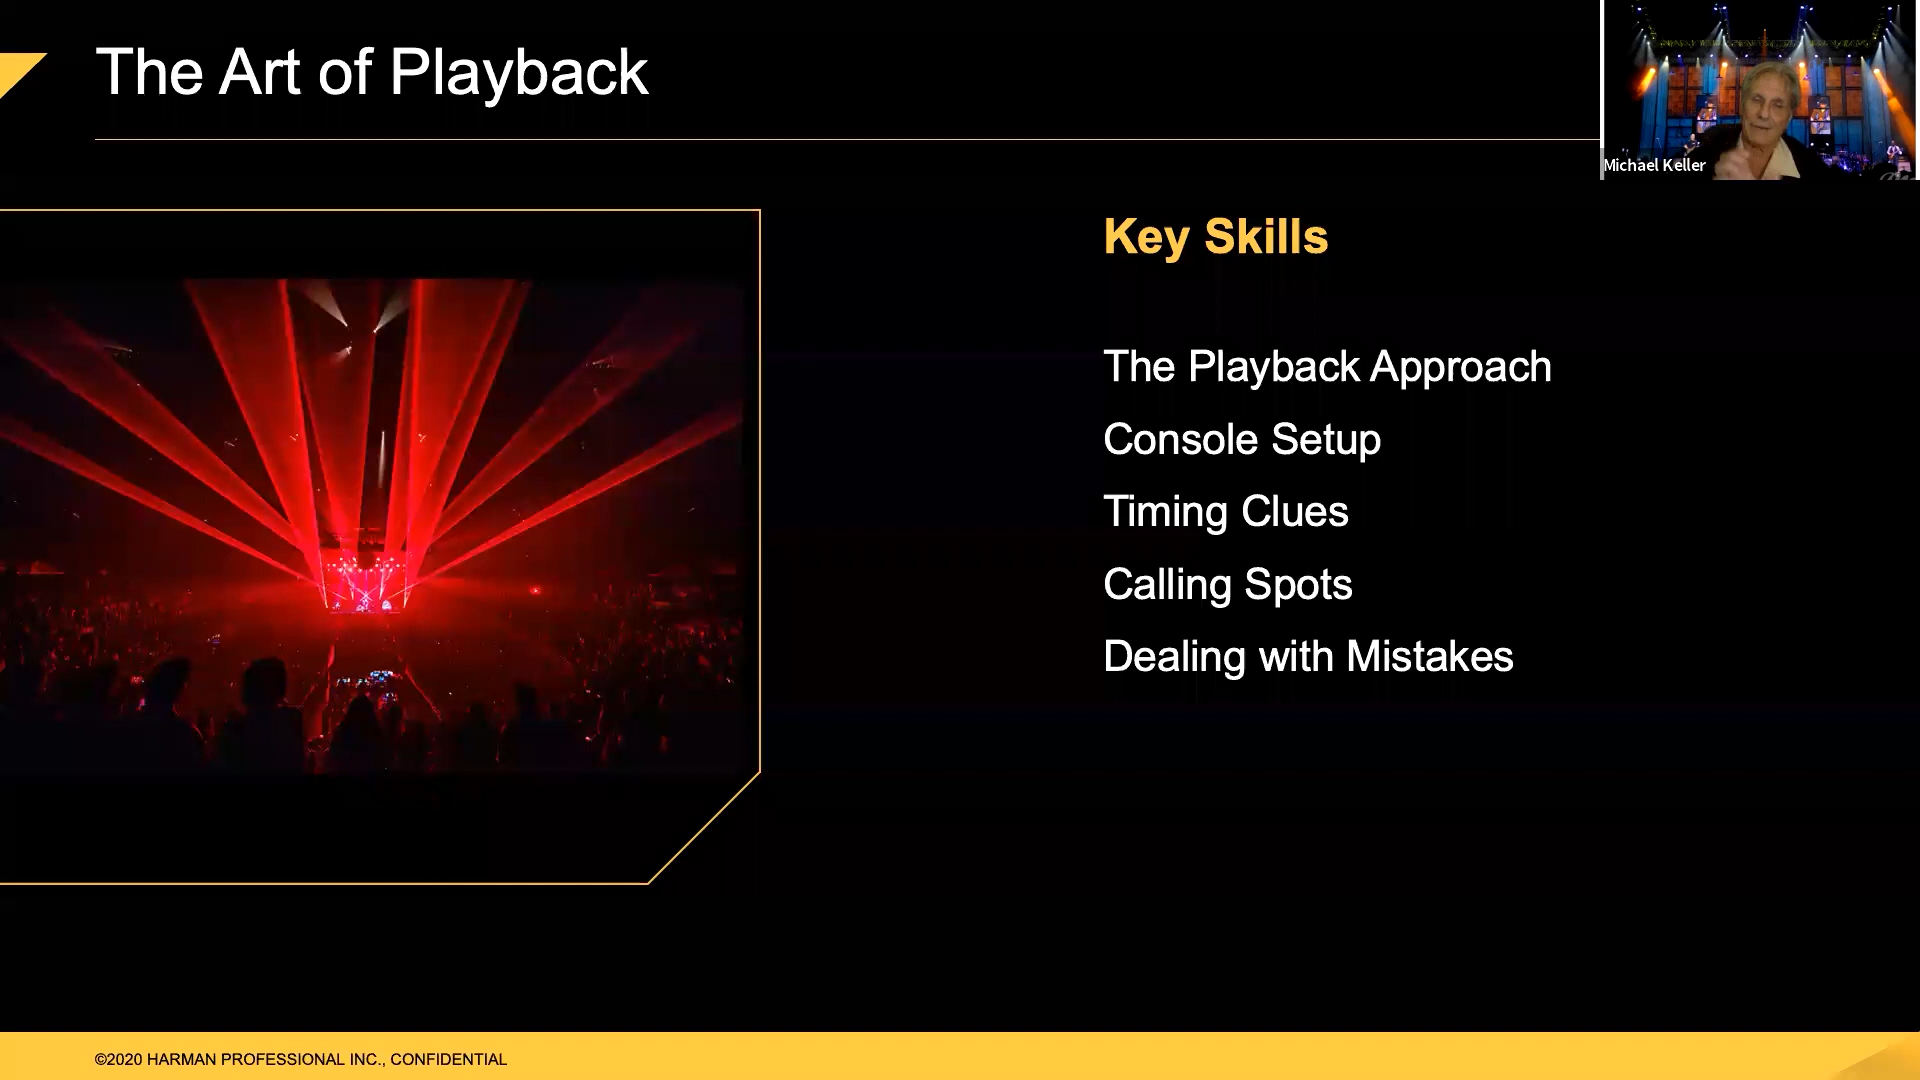 The Art of Playback
Michael Keller
Key Skills
The Playback Approach
Console Setup
Timing Clues
Calling Spots
Dealing with Mistakes
©2020 HARMAN PROFESSIONAL INC., CONFIDENTIAL